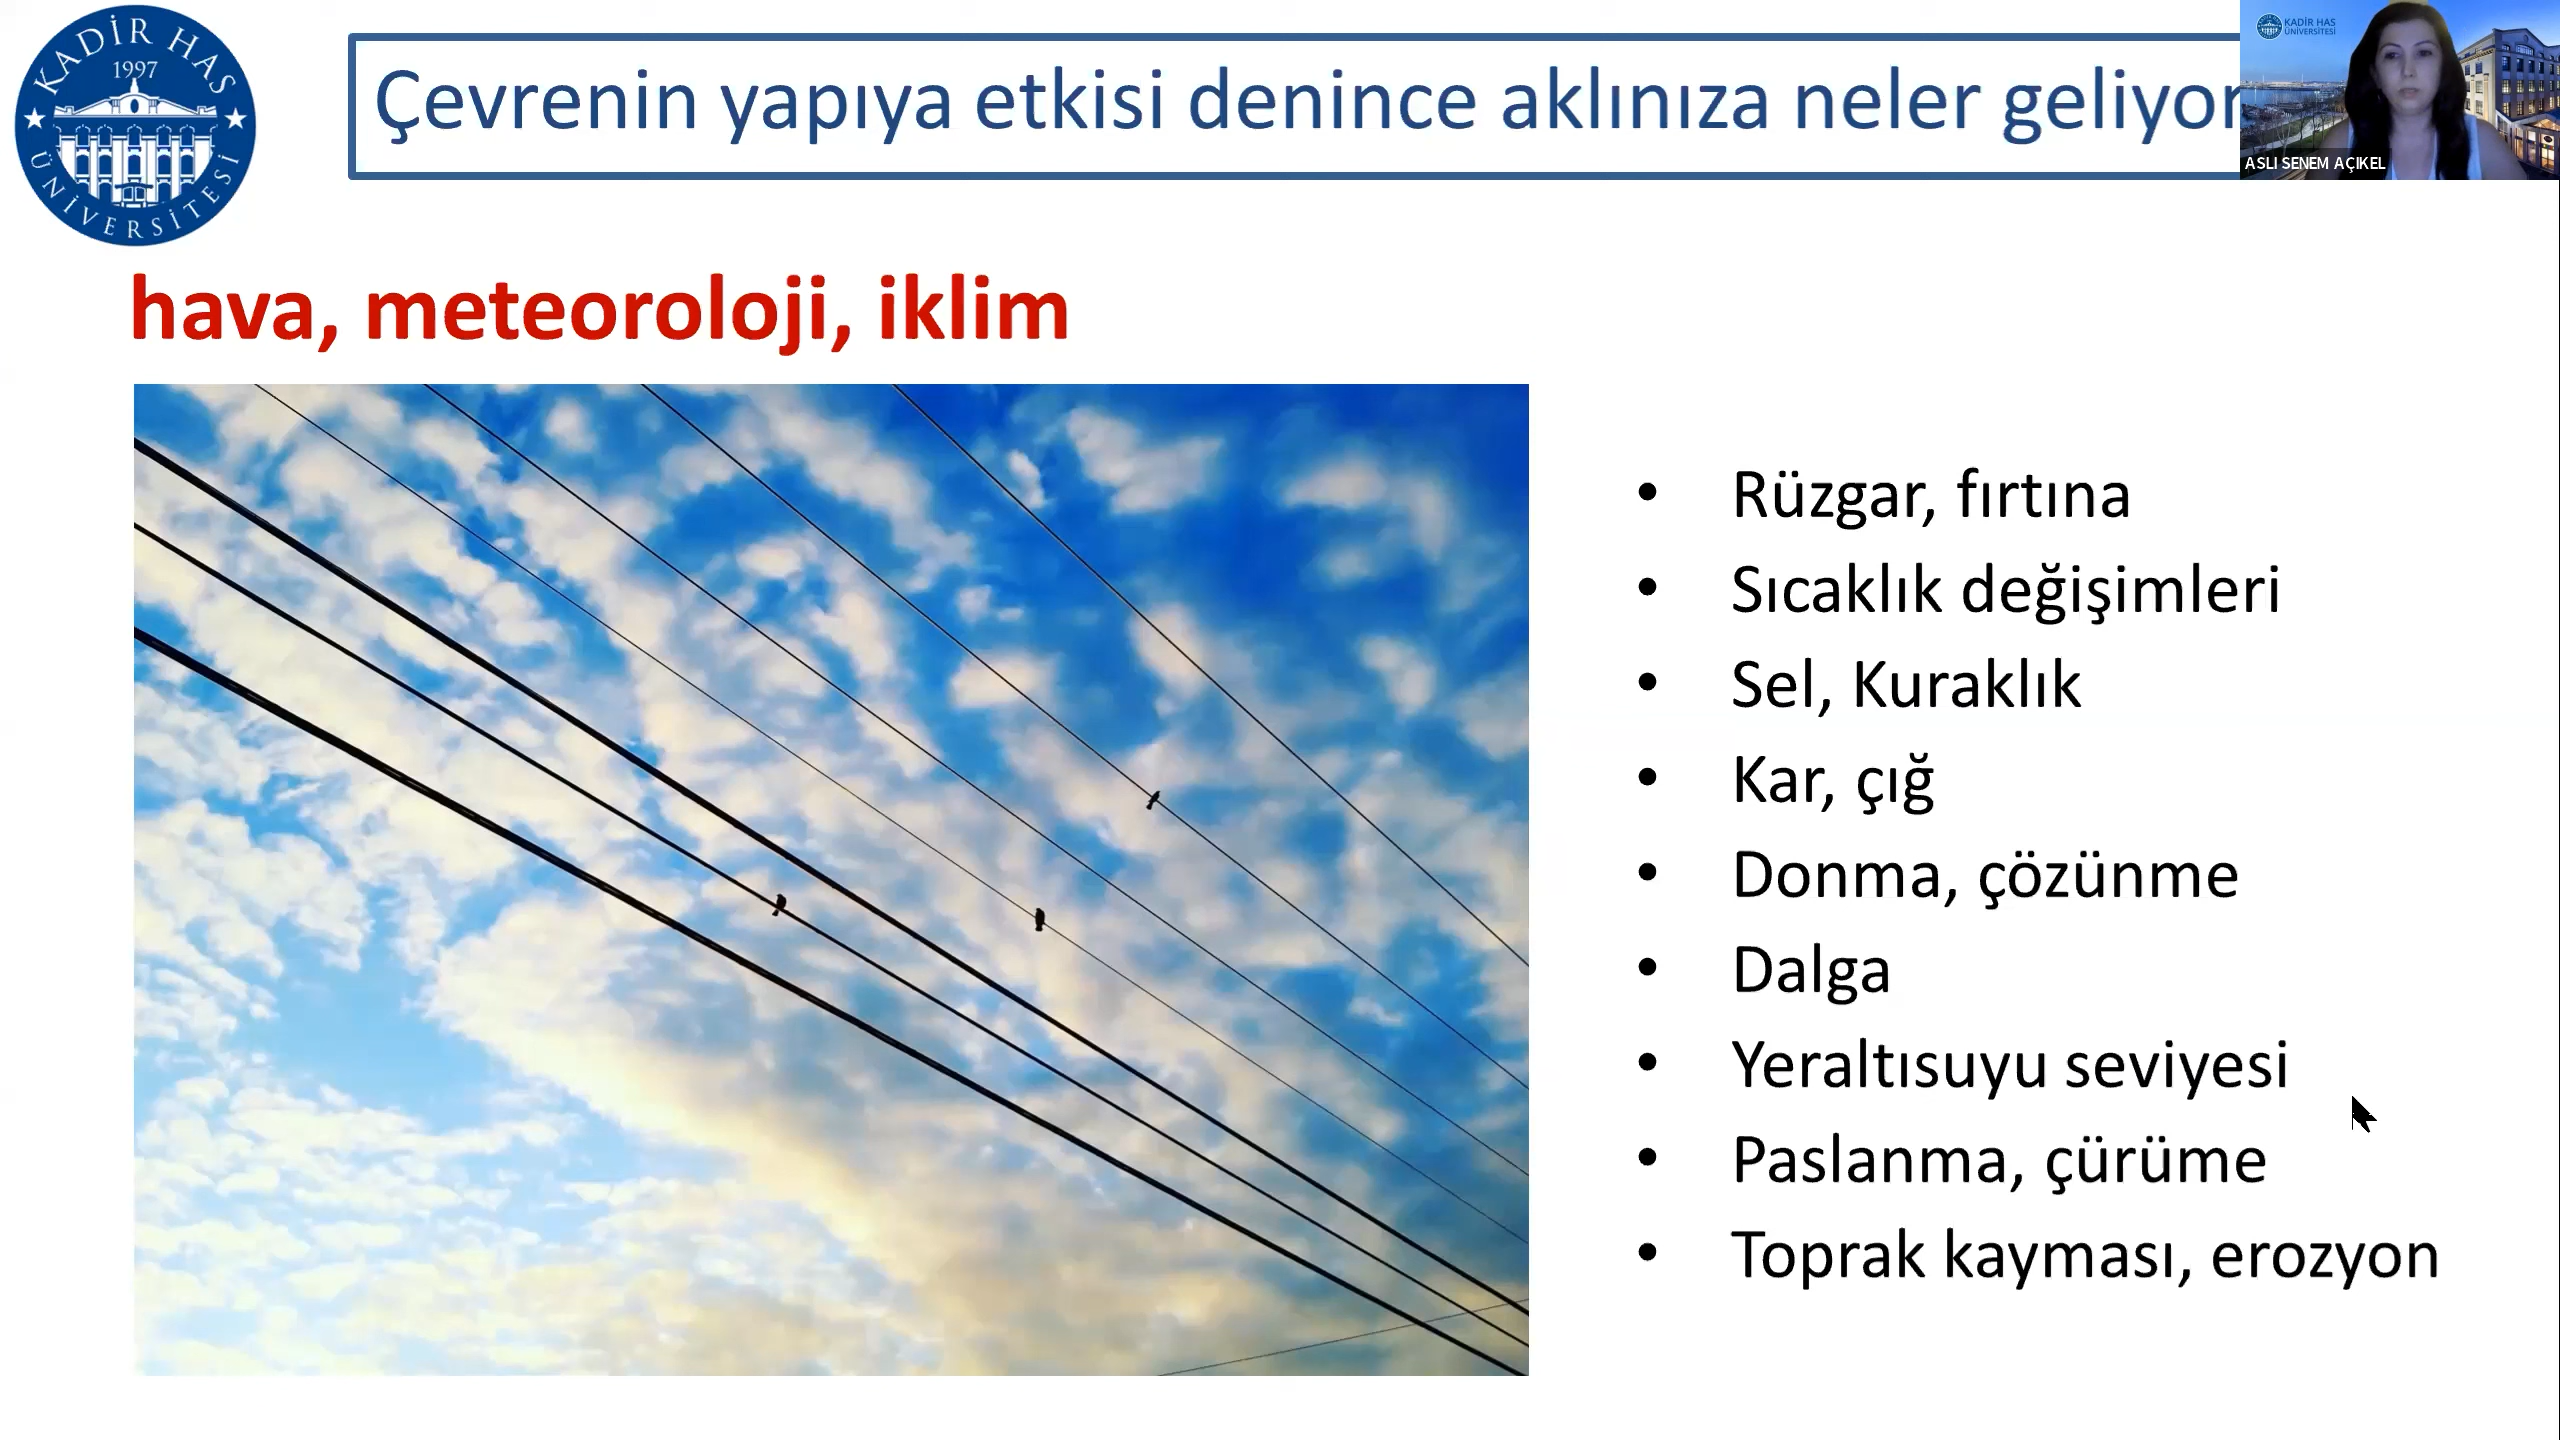 KADİR HAS
1997
ÜNİVERSİTESİ
Çevrenin yapıya etkisi denince aklınıza neler geliyor
KADİR HAS
ÜNİVERSİTESİ
ASLI SENEM AÇIKEL
hava, meteoroloji, iklim
• Rüzgar, fırtına
• Sıcaklık değişimleri
• Sel, Kuraklık
• Kar, çığ
• Donma, çözünme
• Dalga
• Yeraltısuyu seviyesi
• Paslanma, çürüme
• Toprak kayması, erozyon